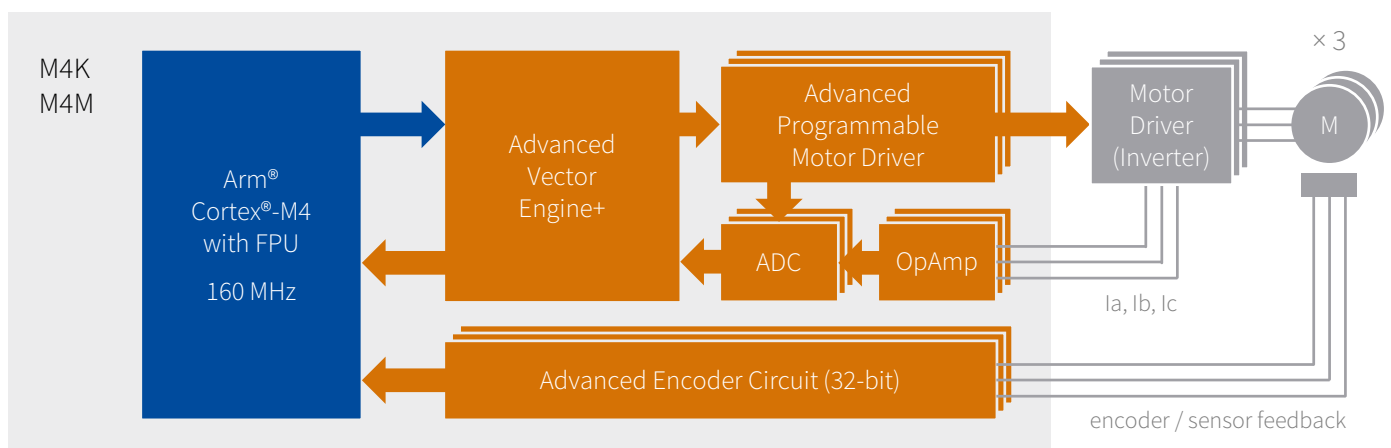 M4K
M4M
Arm®
Cortex®-M4
with FPU
160 MHz
Advanced
Vector
Engine+
Advanced
Programmable
Motor Driver
ADC
OpAmp
Advanced Encoder Circuit (32-bit)
Motor
Driver
(Inverter)
× 3
M
Ia, Ib, Ic
encoder / sensor feedback